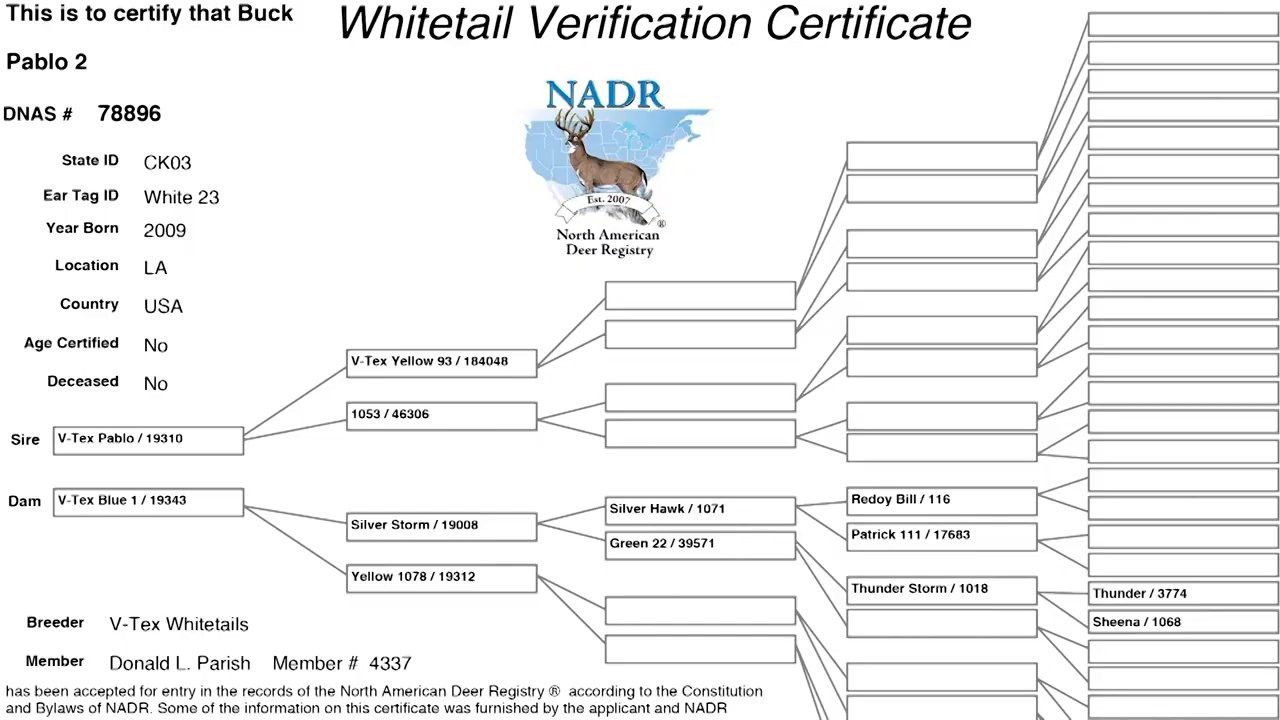 This is to certify that Buck
Whitetail Verification Certificate
Pablo 2
DNAS # 78896
NADR
Est. 2007
®
North American
Deer Registry
State ID CK03
Ear Tag ID White 23
Year Born 2009
Location LA
Country USA
Age Certified No
Deceased No
Sire V-Tex Pablo / 19310
Dam V-Tex Blue 1 / 19343
V-Tex Yellow 93 / 184048
1053 / 46306
Silver Storm / 19008
Yellow 1078 / 19312
Silver Hawk / 1071
Green 22 / 39571
Redoy Bill / 116
Patrick 111 / 17683
Thunder Storm / 1018
Thunder / 3774
Sheena / 1068
Breeder V-Tex Whitetails
Member Donald L. Parish Member # 4337
has been accepted for entry in the records of the North American Deer Registry ® according to the Constitution
and Bylaws of NADR. Some of the information on this certificate was furnished by the applicant and NADR